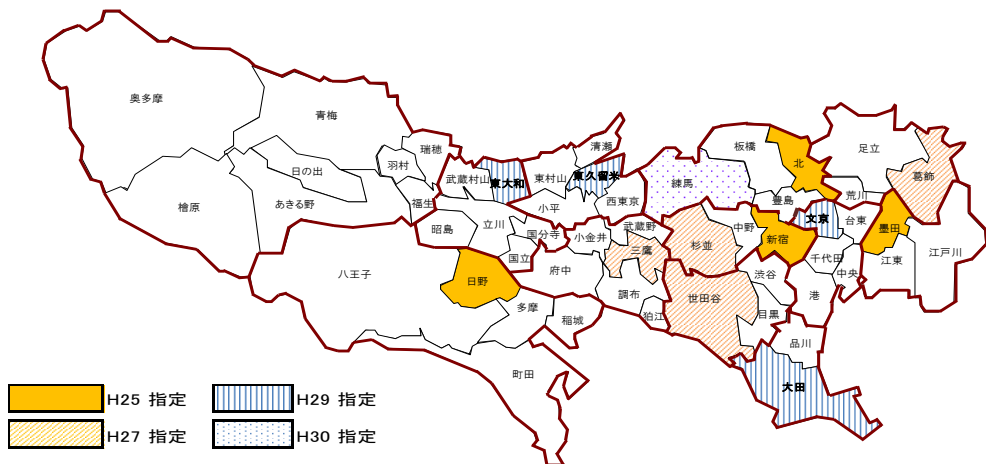 奥多摩
青梅
瑞穂
羽村
日の出
檜原
あきる野
福生
武蔵村山
東大和
東村山
清瀬
東久留米
小平
西東京
昭島
立川
国分寺
国立
小金井
武蔵野
三鷹
八王子
日野
府中
調布
狛江
多摩
稲城
町田
練馬
板橋
北
足立
葛飾
豊島
荒川
杉並
中野
新宿
文京
台東
墨田
江戸川
千代田
中央
江東
渋谷
世田谷
港
目黒
品川
大田
H25 指定
H29 指定
H27 指定
H30 指定